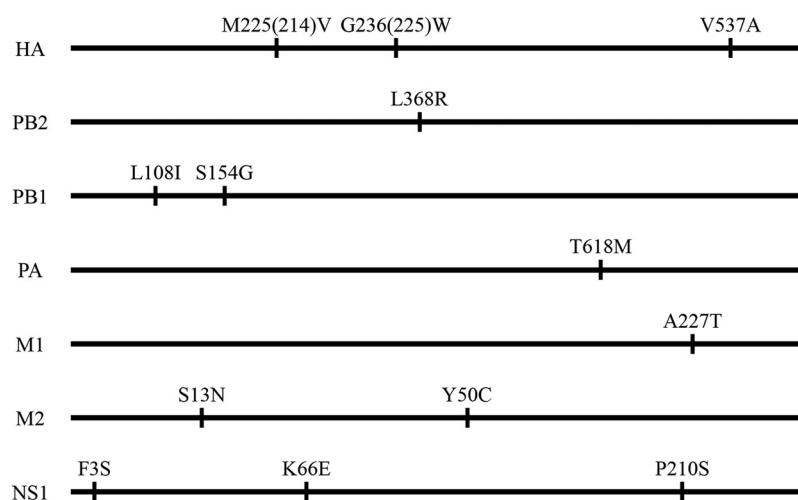 M225(214)V G236(225)W V537A
HA
L368R
PB2
L108I S154G
PB1
T618M
PA
A227T
M1
S13N Y50C
M2
F3S K66E P210S
NS1